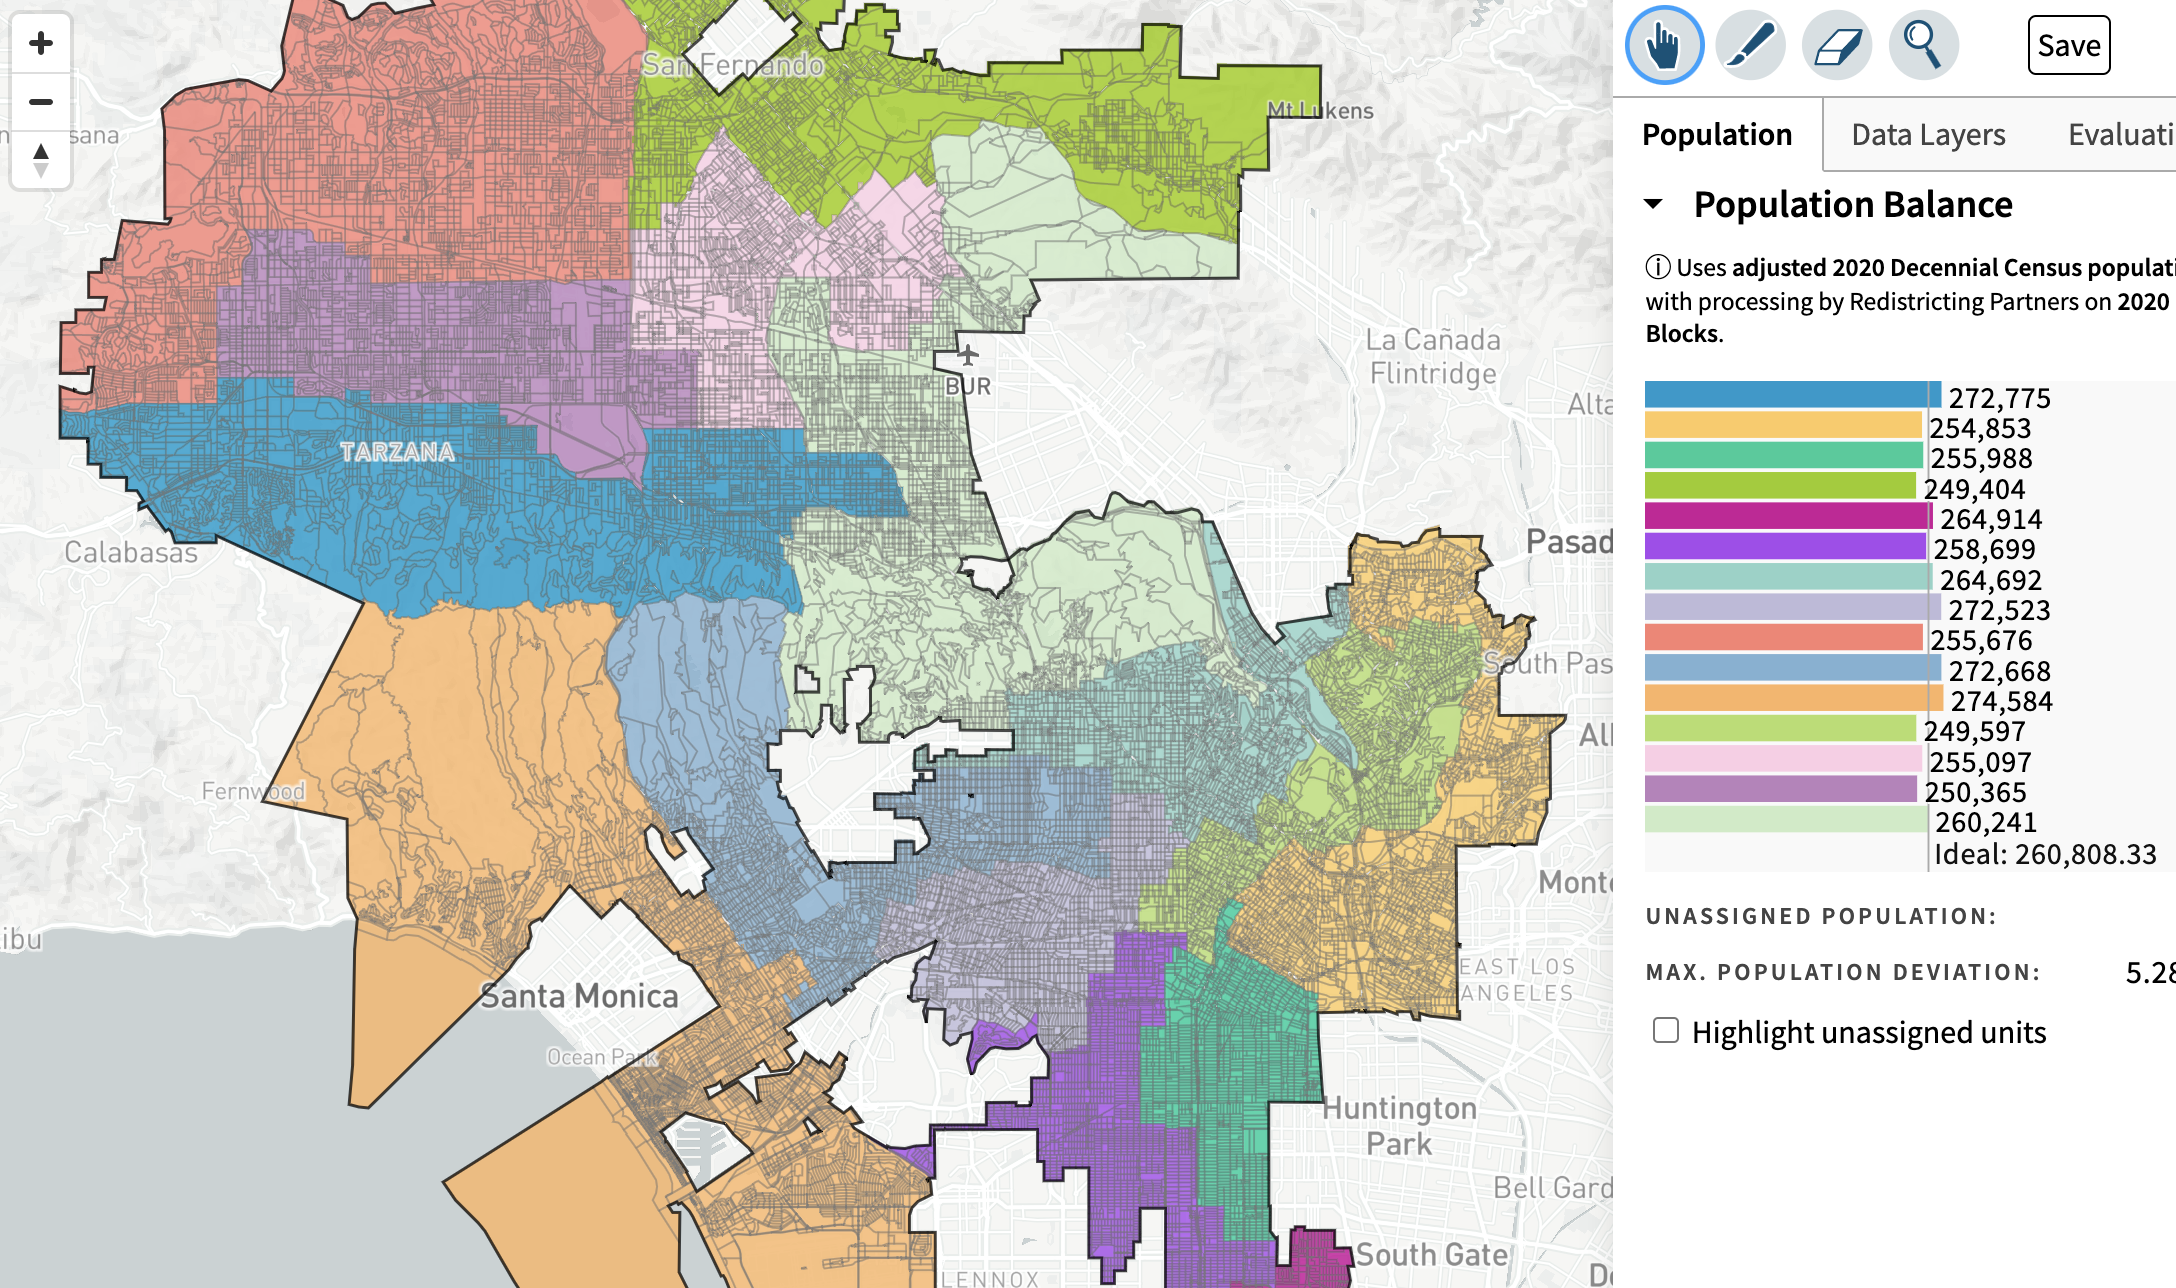 San Fernando
Mt Lukens
sana
BUR
La Cañada
Flintridge
Alta
TARZANA
Calabasas
Pasad
South Pas
Fernwood
Monte
ibu
EAST LOS
ANGELES
Santa Monica
Ocean Park
Huntington
Park
Bell Gard
South Gate
LENNOX
Save
Population
Data Layers
Evaluati
Population Balance
Uses adjusted 2020 Decennial Census populati
with processing by Redistricting Partners on 2020
Blocks.
272,775
254,853
255,988
249,404
264,914
258,699
264,692
272,523
255,676
272,668
274,584
249,597
255,097
250,365
260,241
Ideal: 260,808.33
UNASSIGNED POPULATION:
MAX. POPULATION DEVIATION: 5.28
Highlight unassigned units